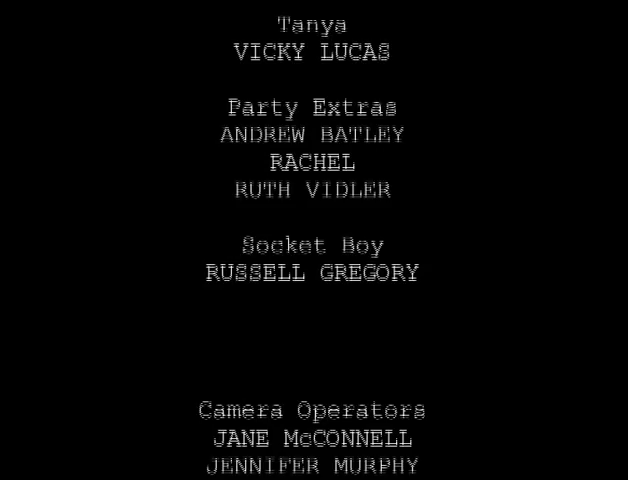 Tanya
VICKY LUCAS
Party Extras
ANDREW BATLEY
RACHEL
RUTH VIDLER
Socket Boy
RUSSELL GREGORY
Camera Operators
JANE McCONNELL
JENNIFER MURPHY